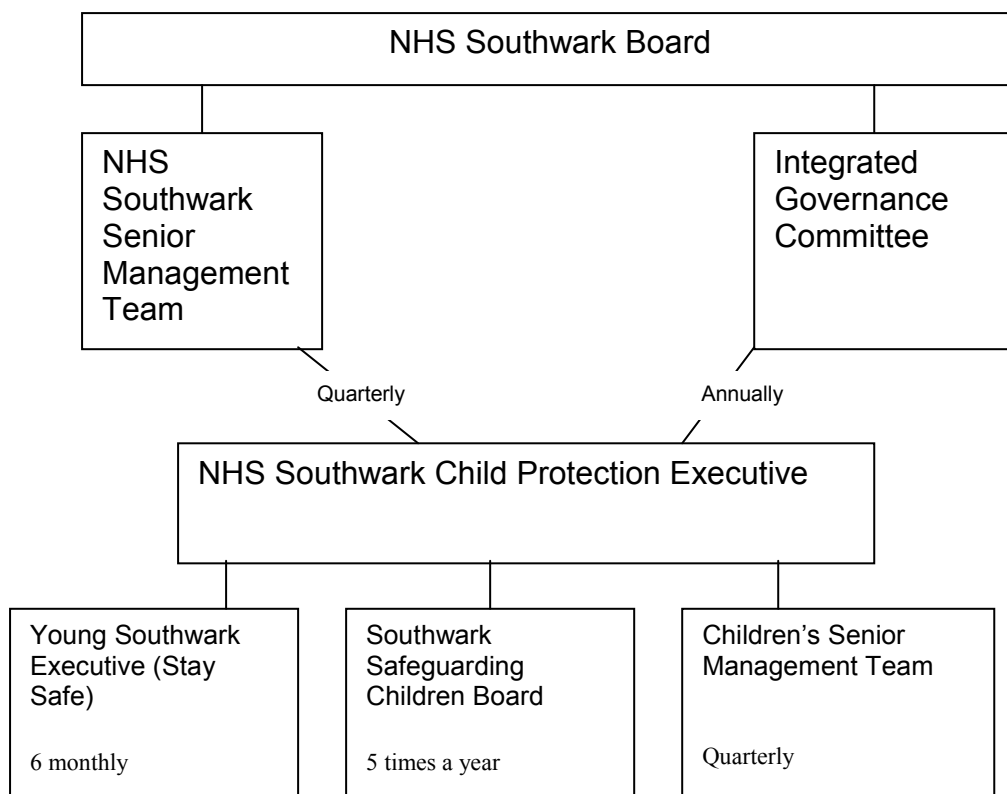 NHS Southwark Board
NHS
Southwark
Senior
Management
Team
Integrated
Governance
Committee
Quarterly
Annually
NHS Southwark Child Protection Executive
Young Southwark
Executive (Stay
Safe)
6 monthly
Southwark
Safeguarding
Children Board
5 times a year
Children’s Senior
Management Team
Quarterly